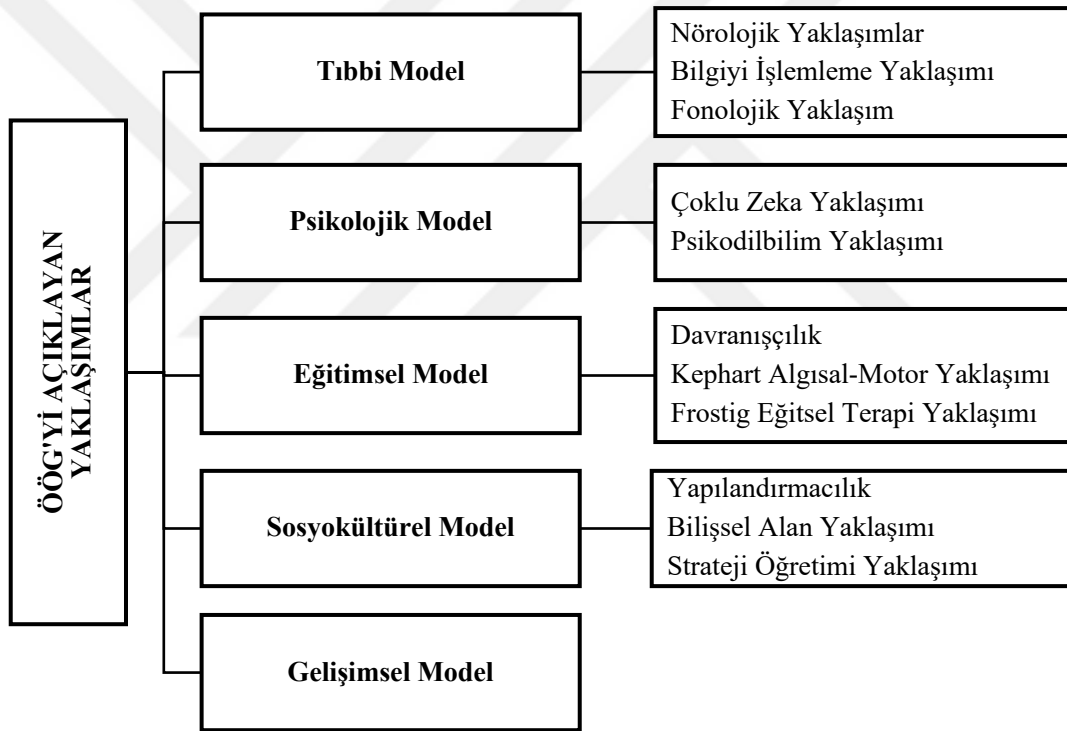 ÖÖG'Yİ AÇIKLAYAN
YAKLAŞIMLAR
Tıbbi Model
Nörolojik Yaklaşımlar
Bilgiyi İşlemleme Yaklaşımı
Fonolojik Yaklaşım
Psikolojik Model
Çoklu Zeka Yaklaşımı
Psikodilbilim Yaklaşımı
Eğitimsel Model
Davranışçılık
Kephart Algısal-Motor Yaklaşımı
Frostig Eğitsel Terapi Yaklaşımı
Sosyokültürel Model
Yapılandırmacılık
Bilişsel Alan Yaklaşımı
Strateji Öğretimi Yaklaşımı
Gelişimsel Model